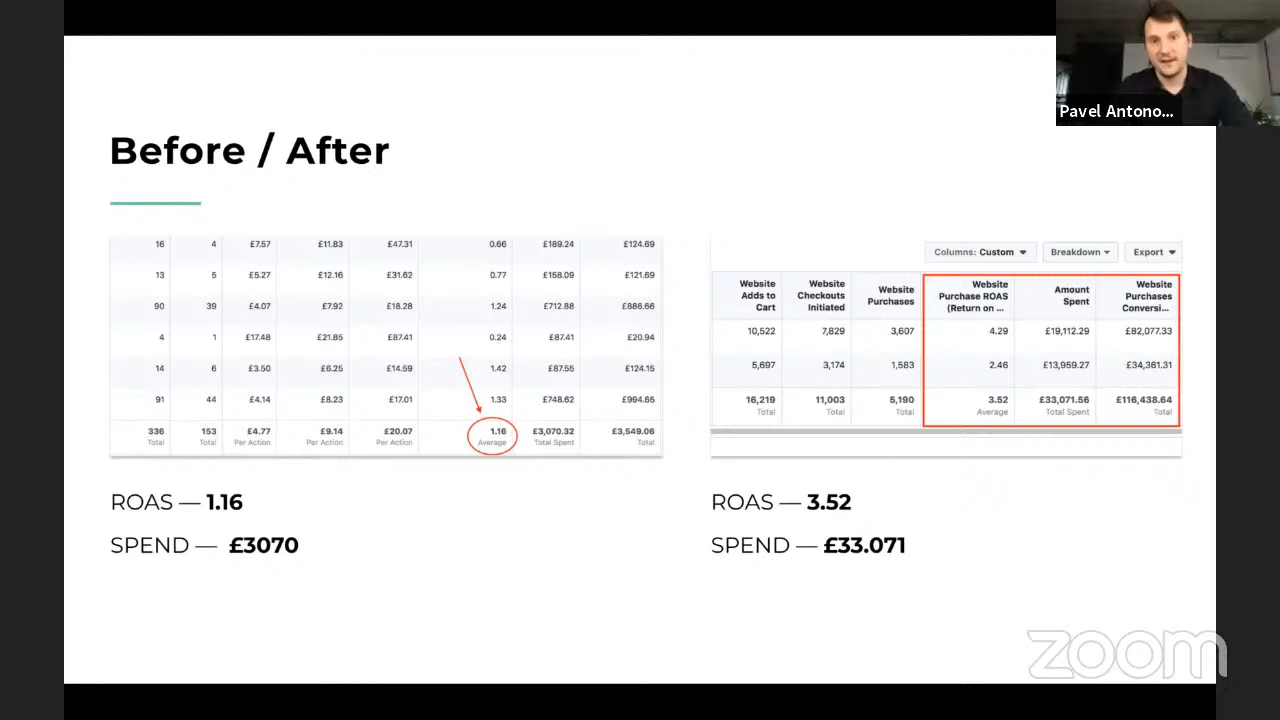 Pavel Antono...
Before / After
16 4 £7.57 £11.83 £47.31 0.66 £189.24 £124.69
13 5 £5.27 £12.16 £31.62 0.77 £158.09 £121.69
90 39 £4.07 £7.92 £18.28 1.24 £712.88 £886.66
4 1 £17.48 £21.85 £87.41 0.24 £87.41 £20.94
14 6 £3.50 £6.25 £14.59 1.42 £87.55 £124.15
91 44 £4.14 £8.23 £17.01 1.33 £748.62 £994.65
336 153 £4.77 £9.14 £20.07 1.16 £3,070.32 £3,549.06
Total Total Per Action Per Action Per Action Average Total Spent Total
ROAS — 1.16
SPEND — £3070
Columns: Custom Breakdown Export
Website Website Website Website Amount Website
Adds to Checkouts Purchases Purchase ROAS Spent Purchases
Cart Initiated (Return on ... Conversi...
10,522 7,829 3,607 4.29 £19,112.29 £82,077.33
5,697 3,174 1,583 2.46 £13,959.27 £34,361.31
16,219 11,003 5,190 3.52 £33,071.56 £116,438.64
Total Total Total Average Total Spent Total
ROAS — 3.52
SPEND — £33.071
zoom